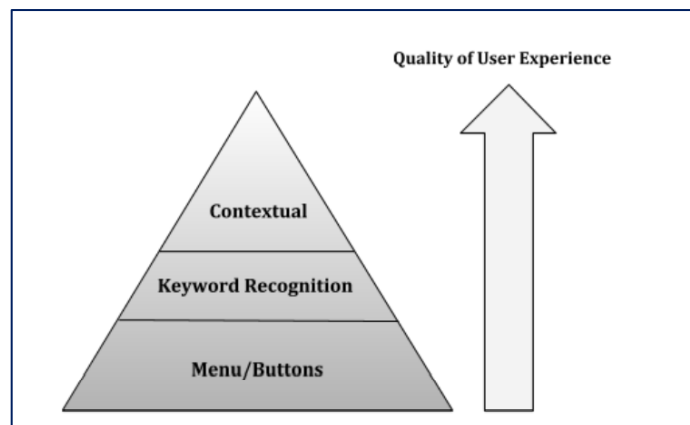 Quality of User Experience
Contextual
Keyword Recognition
Menu/Buttons